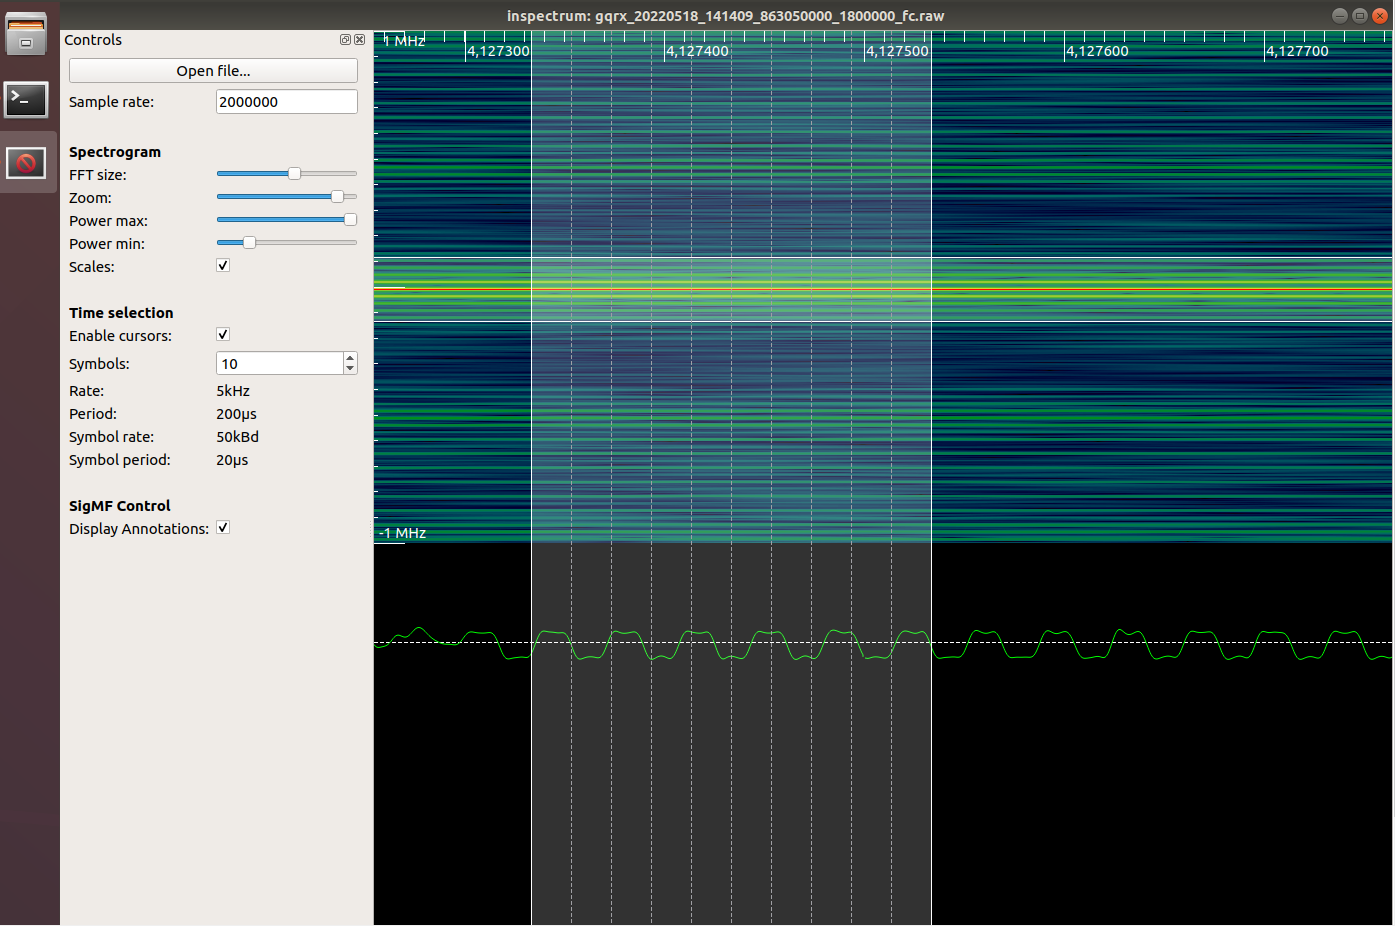 inspectrum: gqrx_20220518_141409_863050000_1800000_fc.raw
Controls
Open file...
Sample rate: 2000000
Spectrogram
FFT size:
Zoom:
Power max:
Power min:
Scales:
Time selection
Enable cursors:
Symbols: 10
Rate: 5kHz
Period: 200µs
Symbol rate: 50kBd
Symbol period: 20µs
SigMF Control
Display Annotations:
1 MHz
4,127300 4,127400 4,127500 4,127600 4,127700
-1 MHz